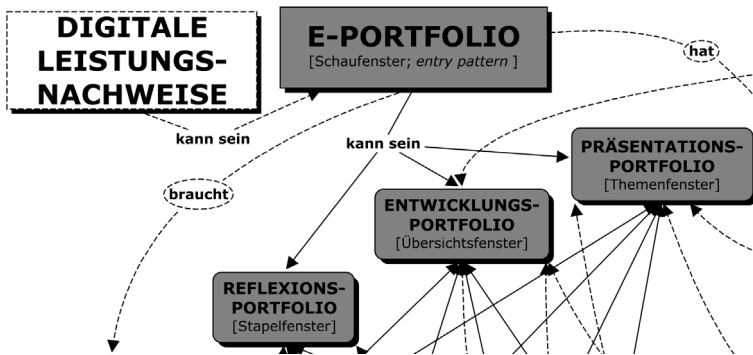 DIGITALE
LEISTUNGS-
NACHWEISE
E-PORTFOLIO
[Schaufenster; entry pattern ]
hat
kann sein
kann sein
PRÄSENTATIONS-
PORTFOLIO
[Themenfenster]
braucht
ENTWICKLUNGS-
PORTFOLIO
[Übersichtsfenster]
REFLEXIONS-
PORTFOLIO
[Stapelfenster]